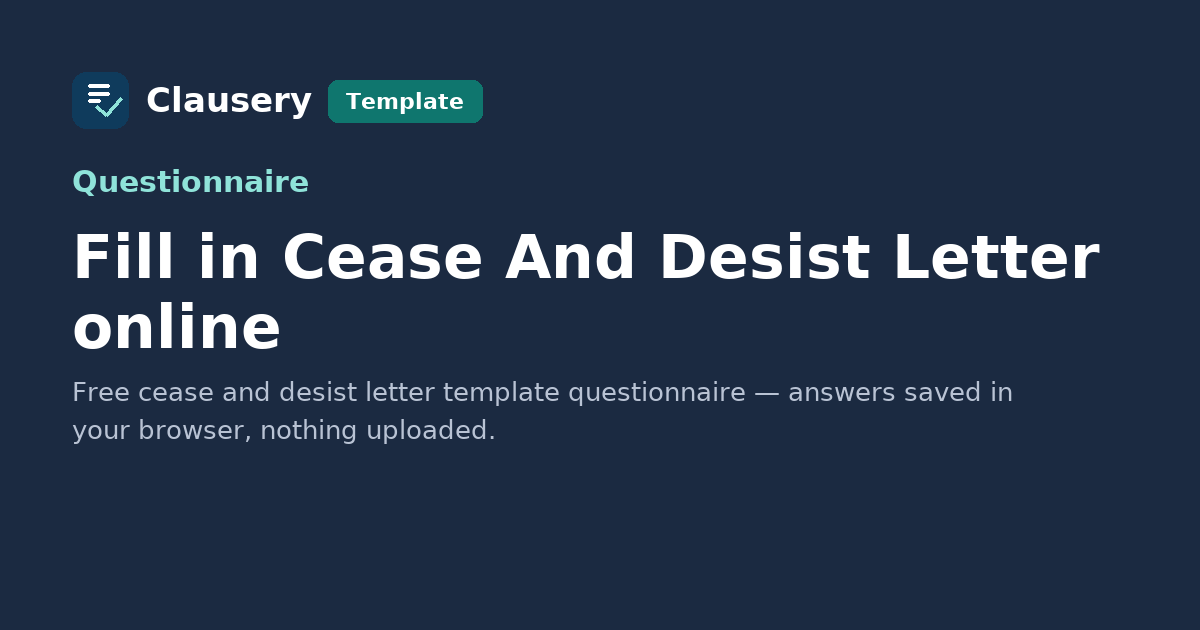 Clausery Template
Questionnaire
Fill in Cease And Desist Letter
online
Free cease and desist letter template questionnaire — answers saved in
your browser, nothing uploaded.